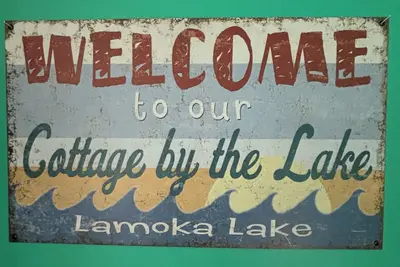 WELCOME
to our
Cottage by the Lake
Lamoka Lake